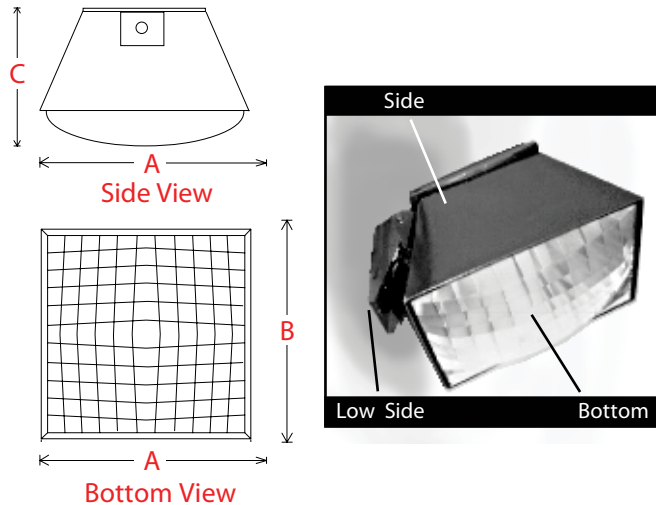 C
A
Side View
B
A
Bottom View
Side
Low Side
Bottom